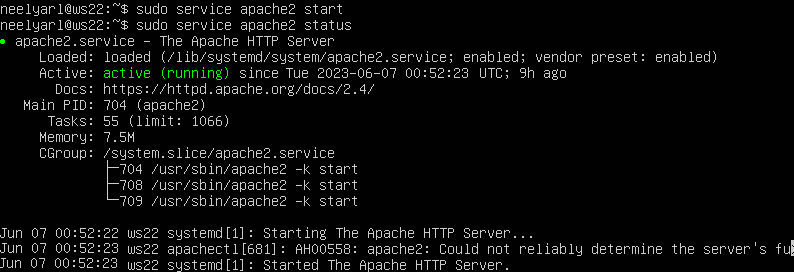 neelyarl@ws22:~$ sudo service apache2 start
neelyarl@ws22:~$ sudo service apache2 status
● apache2.service – The Apache HTTP Server
Loaded: loaded (/lib/systemd/system/apache2.service; enabled; vendor preset: enabled)
Active: active (running) since Tue 2023-06-07 00:52:23 UTC; 9h ago
Docs: https://httpd.apache.org/docs/2.4/
Main PID: 704 (apache2)
Tasks: 55 (limit: 1066)
Memory: 7.5M
CGroup: /system.slice/apache2.service
├─704 /usr/sbin/apache2 -k start
├─708 /usr/sbin/apache2 -k start
└─709 /usr/sbin/apache2 -k start
Jun 07 00:52:22 ws22 systemd[1]: Starting The Apache HTTP Server...
Jun 07 00:52:23 ws22 apachectl[681]: AH00558: apache2: Could not reliably determine the server's fu>
Jun 07 00:52:23 ws22 systemd[1]: Started The Apache HTTP Server.